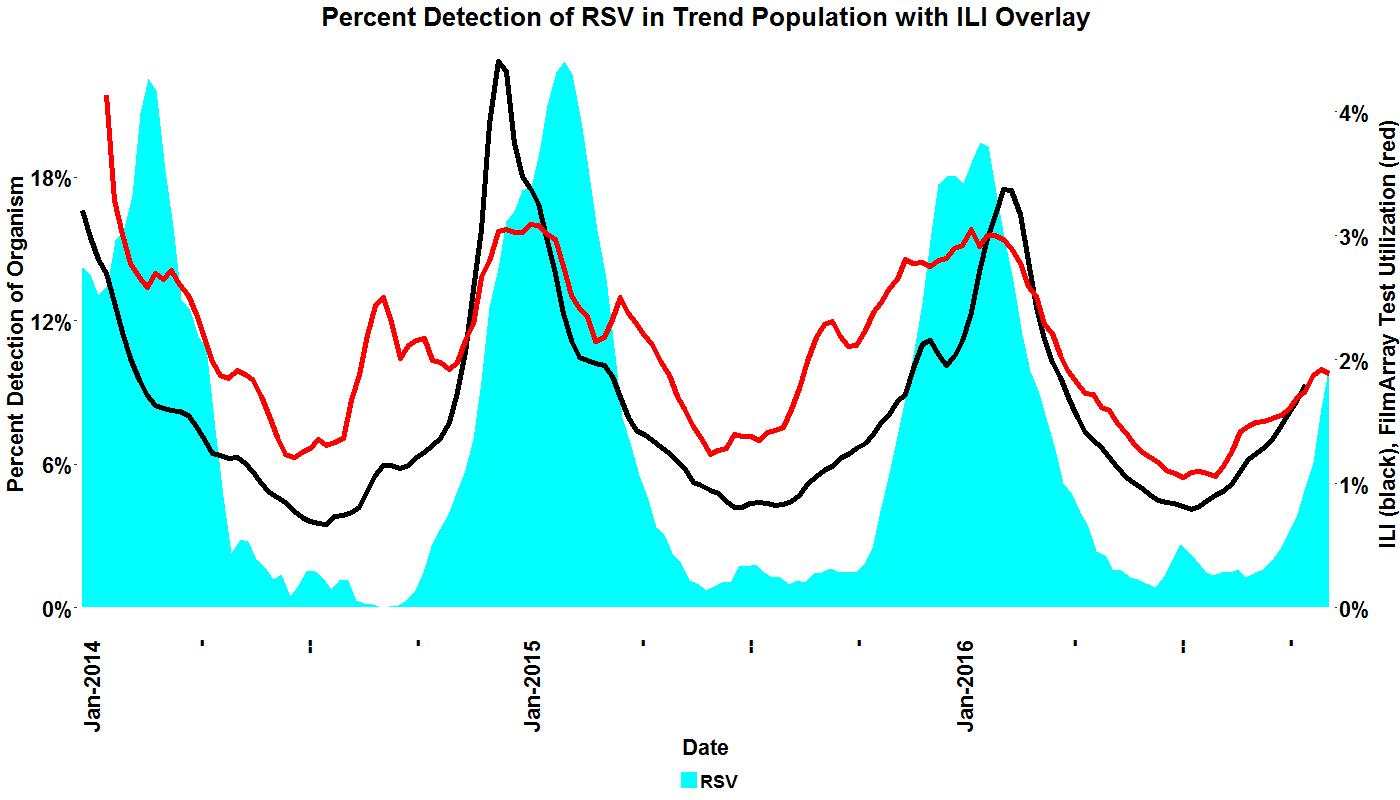 Percent Detection of RSV in Trend Population with ILI Overlay
Percent Detection of Organism
18%
12%
6%
0%
4%
3%
2%
1%
0%
ILI (black), FilmArray Test Utilization (red)
Jan-2014
-
--
-
Jan-2015
-
--
-
Jan-2016
-
--
-
Date
RSV